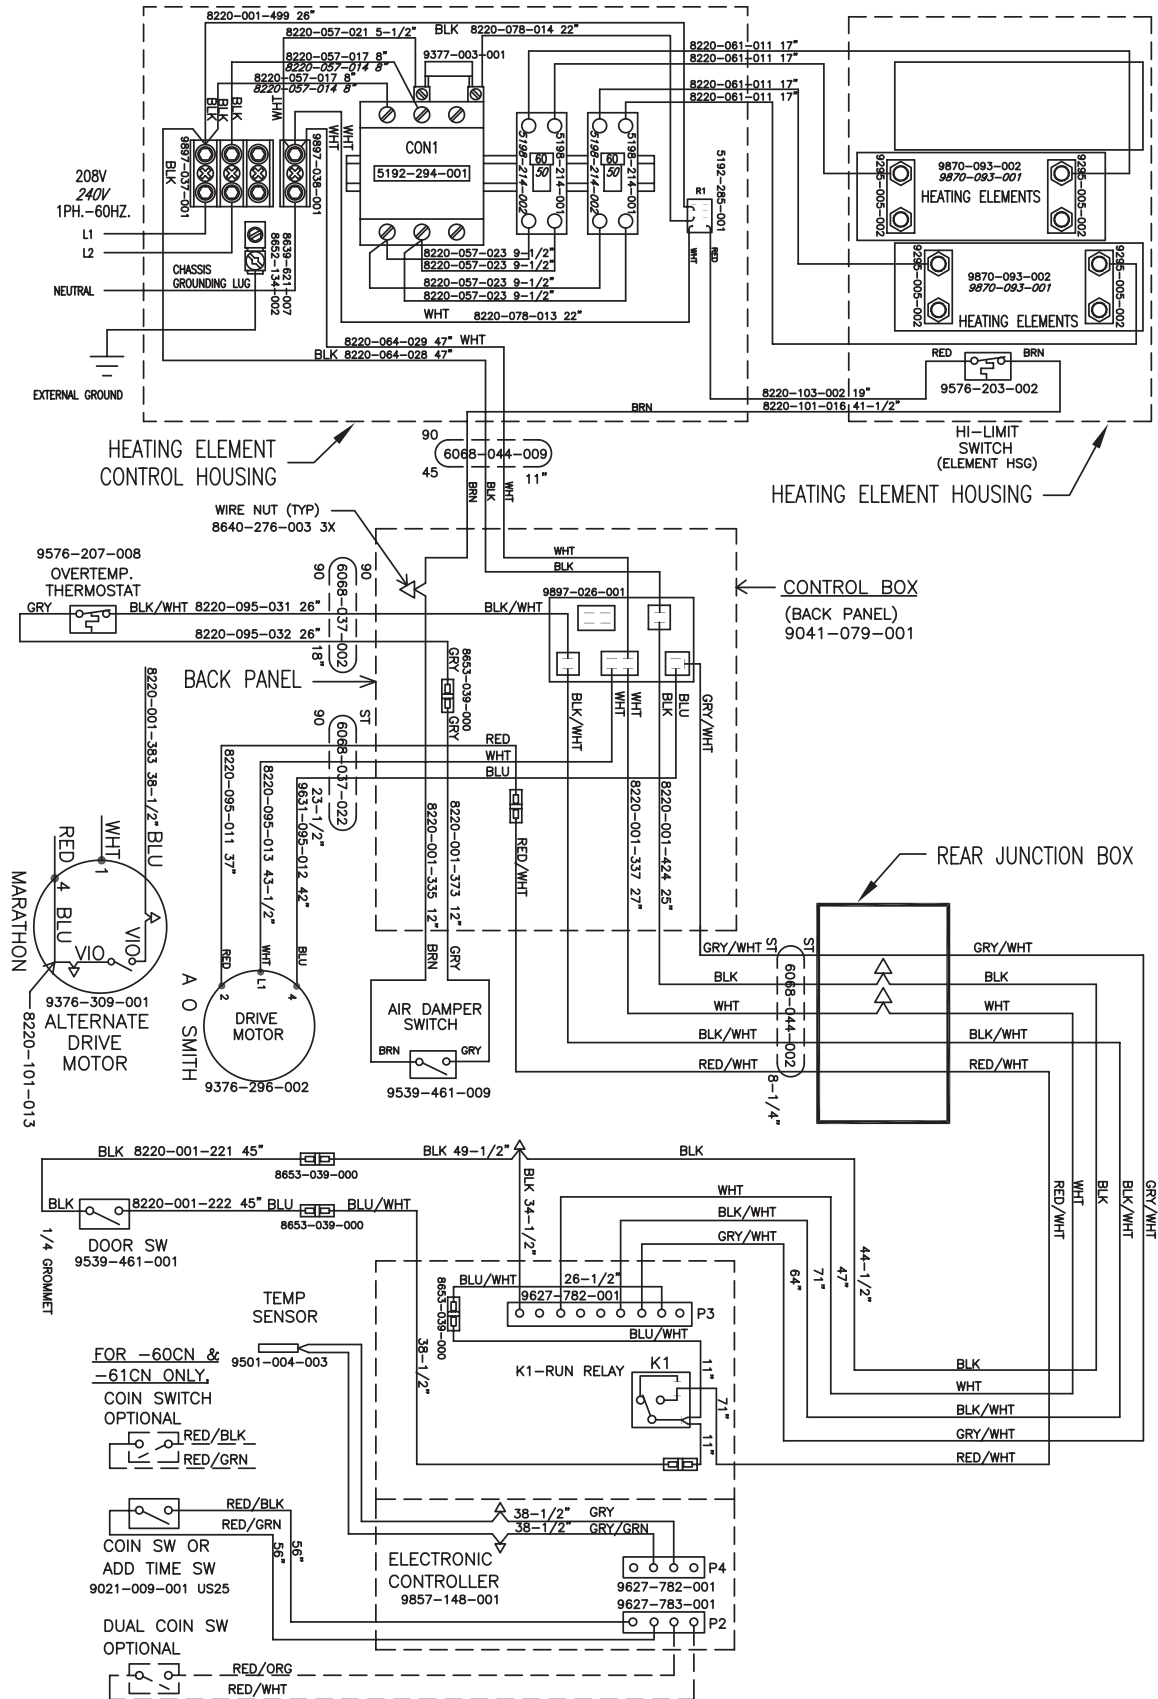 8220-001-499 26"
8220-057-021 5-1/2"
BLK 8220-078-014 22"
8220-057-017 8"
8220-057-014 8"
9377-003-001
8220-057-017 8"
8220-057-014 8"
8220-061-011 17"
8220-061-011 17"
8220-061-011 17"
8220-061-011 17"
BLK
BLK
BLK
WHT
WHT
WHT
BLK
9897-037-001
9897-038-001
CON1
5192-294-001
60
50
5198-214-002
5198-214-001
60
50
5198-214-002
5198-214-001
5192-285-001
R1
WHT
RED
208V
240V
1PH.-60HZ.
L1
L2
NEUTRAL
CHASSIS
GROUNDING LUG
8639-621-007
8652-134-002
EXTERNAL GROUND
8220-057-023 9-1/2"
8220-057-023 9-1/2"
8220-057-023 9-1/2"
8220-057-023 9-1/2"
WHT 8220-078-013 22"
8220-064-029 47" WHT
BLK 8220-064-028 47"
9295-005-002
9870-093-002
9870-093-001
HEATING ELEMENTS
9295-005-002
9295-005-002
9870-093-002
9870-093-001
HEATING ELEMENTS
9295-005-002
RED
BRN
9576-203-002
8220-103-002 19"
8220-101-016 41-1/2"
BRN
HI-LIMIT
SWITCH
(ELEMENT HSG)
HEATING ELEMENT
CONTROL HOUSING
HEATING ELEMENT HOUSING
90
6068-044-009
45
11"
BRN
BLK
WHT
WIRE NUT (TYP)
8640-276-003 3X
9576-207-008
OVERTEMP.
THERMOSTAT
GRY
BLK/WHT 8220-095-031 26"
8220-095-032 26"
90
90
6068-037-002
18"
BACK PANEL
WHT
BLK
9897-026-001
BLK/WHT
CONTROL BOX
(BACK PANEL)
9041-079-001
GRY
8653-039-000
GRY
BLK/WHT
WHT
WHT
BLK
BLU
GRY/WHT
ST
90
6068-037-022
23-1/2"
RED
WHT
BLU
8220-001-383 38-1/2" BLU
8220-095-011 37"
8220-095-013 43-1/2"
9631-095-012 42"
8220-001-335 12"
8220-001-373 12"
RED/WHT
8220-001-337 27"
8220-001-424 25"
REAR JUNCTION BOX
MARATHON
RED
WHT
4
1
BLU
VIO
VIO
9376-309-001
ALTERNATE
DRIVE
MOTOR
8220-101-013
A O SMITH
RED
WHT
BLU
2
L1
4
DRIVE
MOTOR
9376-296-002
BRN
GRY
AIR DAMPER
SWITCH
BRN
GRY
9539-461-009
GRY/WHT
BLK
WHT
BLK/WHT
RED/WHT
ST
ST
6068-044-002
8-1/4"
GRY/WHT
BLK
WHT
BLK/WHT
RED/WHT
BLK 8220-001-221 45"
8653-039-000
BLK 49-1/2"
BLK
BLK 34-1/2"
BLK
8220-001-222 45" BLU
BLU/WHT
8653-039-000
DOOR SW
9539-461-001
1/4 GROMMET
WHT
BLK/WHT
GRY/WHT
64"
71"
47"
44-1/2"
RED/WHT
WHT
BLK
BLK/WHT
GRY/WHT
TEMP
SENSOR
9501-004-003
BLU/WHT
26-1/2"
9627-782-001
P3
8653-039-000
BLU/WHT
38-1/2"
K1-RUN RELAY
K1
11"
71"
11"
BLK
WHT
BLK/WHT
GRY/WHT
RED/WHT
FOR -60CN &
-61CN ONLY.
COIN SWITCH
OPTIONAL
RED/BLK
RED/GRN
RED/BLK
RED/GRN
56"
56"
COIN SW OR
ADD TIME SW
9021-009-001 US25
38-1/2" GRY
38-1/2" GRY/GRN
ELECTRONIC
CONTROLLER
9857-148-001
P4
9627-782-001
9627-783-001
P2
DUAL COIN SW
OPTIONAL
RED/ORG
RED/WHT